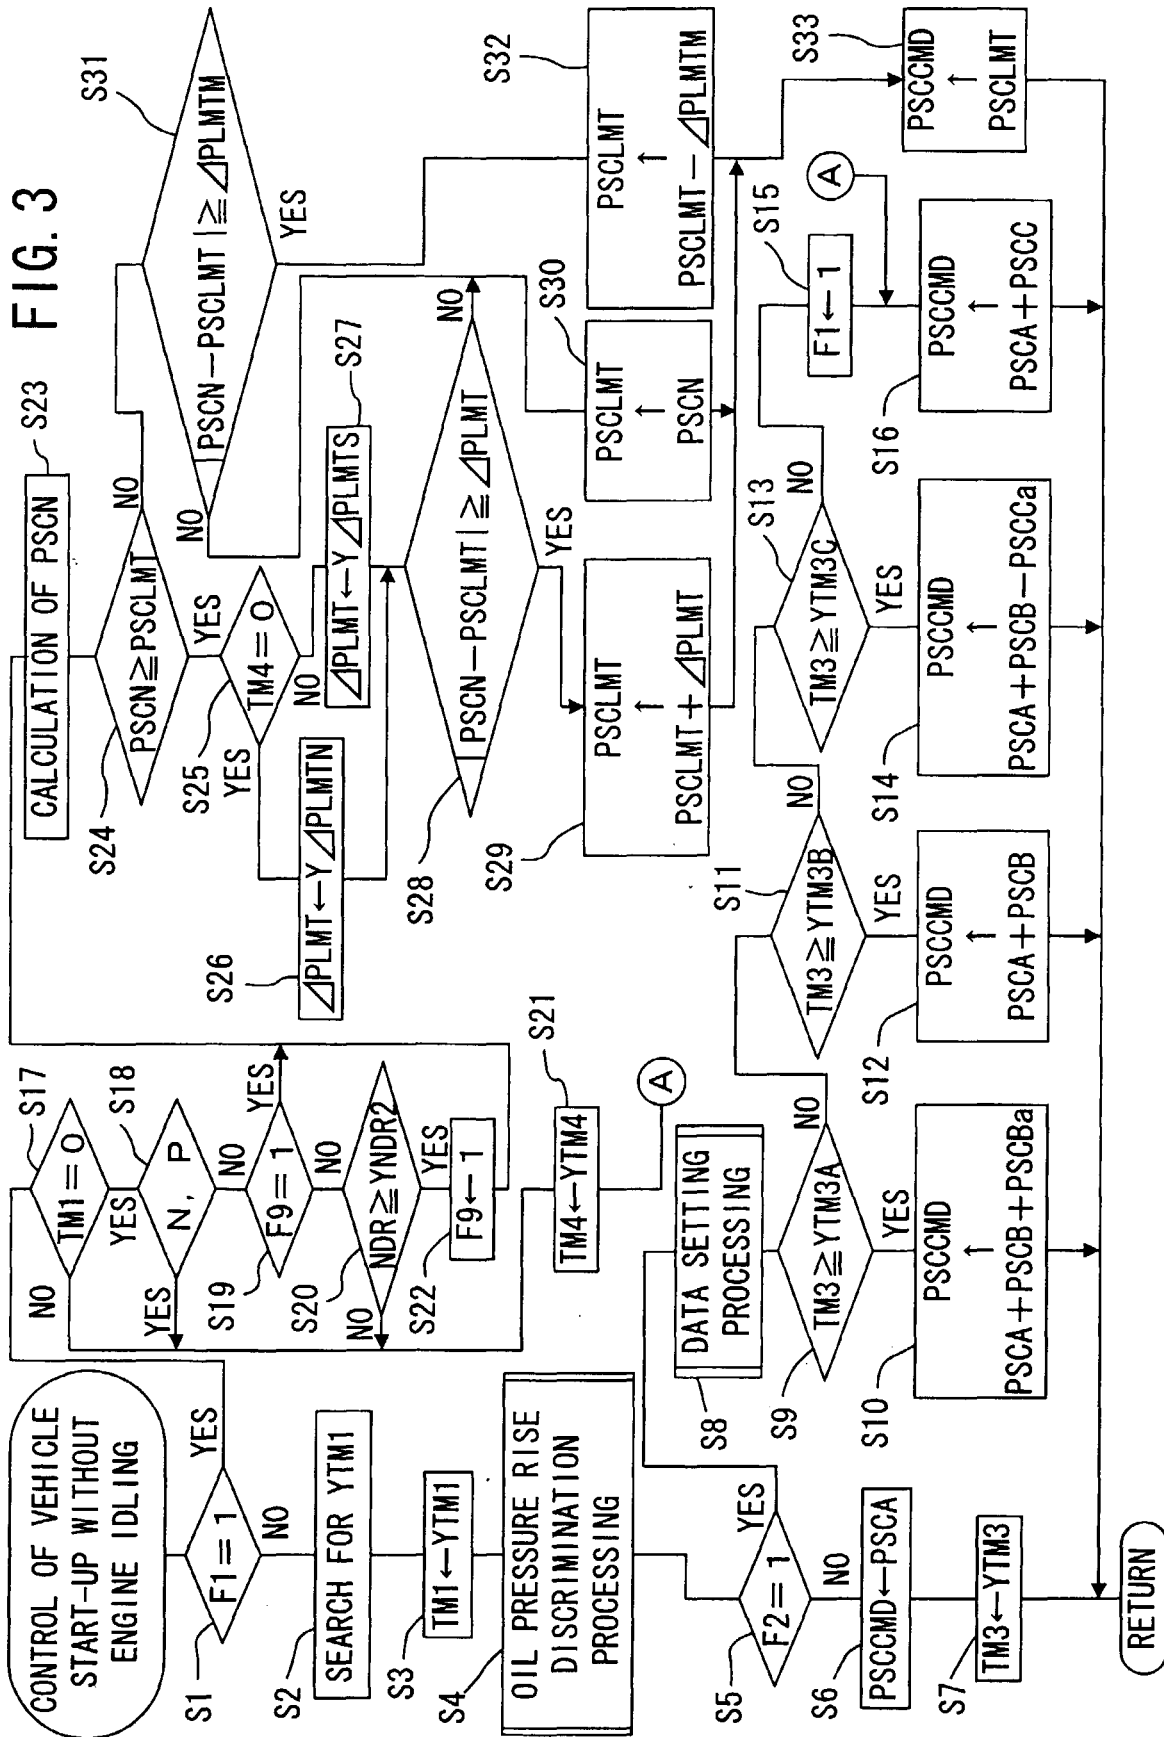 FIG. 3
CONTROL OF VEHICLE
START-UP WITHOUT
ENGINE IDLING
S1
F1=1
YES
NO
S2
SEARCH FOR YTM1
S3
TM1←YTM1
S4
OIL PRESSURE RISE
DISCRIMINATION
PROCESSING
S5
F2=1
YES
NO
S6
PSCCMD←PSCA
S7
TM3←YTM3
RETURN
S8
DATA SETTING
PROCESSING
S9
TM3≧YTM3A
NO
YES
S10
PSCCMD
↑
PSCA+PSCB+PSCBa
S11
TM3≧YTM3B
NO
YES
S12
PSCCMD
↑
PSCA+PSCB
S13
TM3≧YTM3C
NO
YES
S14
PSCCMD
↑
PSCA+PSCB-PSCCa
S15
F1←1
A
S16
PSCCMD
↑
PSCA+PSCC
S17
TM1=0
NO
YES
S18
N, P
YES
NO
S19
F9=1
YES
NO
S20
NDR≧YNDR2
NO
YES
S22
F9←1
S21
TM4←YTM4
A
S23
CALCULATION OF PSCN
S24
PSCN≧PSCLMT
NO
YES
S25
TM4=0
YES
NO
S26
⊿PLMT←Y⊿PLMTN
S27
⊿PLMT←Y⊿PLMTS
S28
|PSCN-PSCLMT|≧⊿PLMT
NO
YES
S29
PSCLMT
↑
PSCLMT+⊿PLMT
S30
PSCLMT
↑
PSCN
S31
|PSCN-PSCLMT|≧⊿PLMTM
NO
YES
S32
PSCLMT
↑
PSCLMT-⊿PLMTM
S33
PSCCMD
↑
PSCLMT